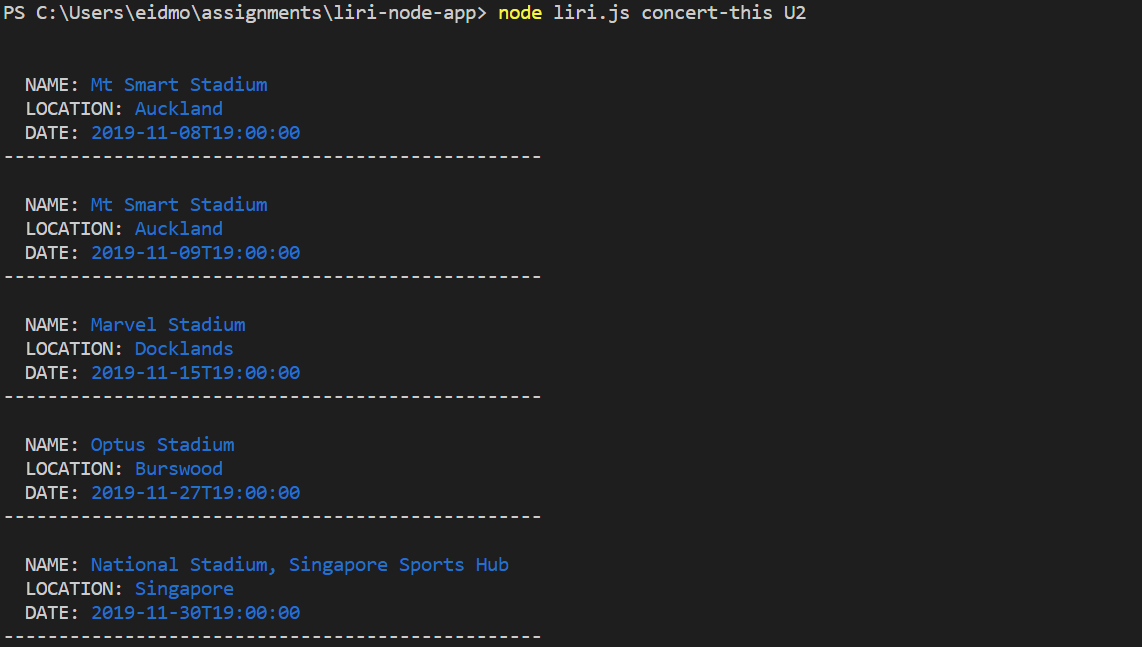 PS C:\Users\eidmo\assignments\liri-node-app> node liri.js concert-this U2
NAME: Mt Smart Stadium
LOCATION: Auckland
DATE: 2019-11-08T19:00:00
-------------------------------------------------
NAME: Mt Smart Stadium
LOCATION: Auckland
DATE: 2019-11-09T19:00:00
-------------------------------------------------
NAME: Marvel Stadium
LOCATION: Docklands
DATE: 2019-11-15T19:00:00
-------------------------------------------------
NAME: Optus Stadium
LOCATION: Burswood
DATE: 2019-11-27T19:00:00
-------------------------------------------------
NAME: National Stadium, Singapore Sports Hub
LOCATION: Singapore
DATE: 2019-11-30T19:00:00
-------------------------------------------------